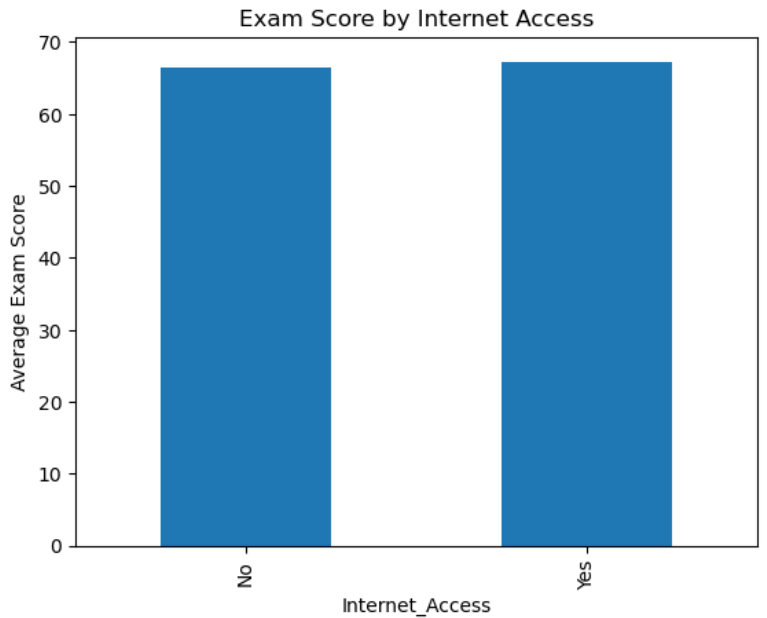 Exam Score by Internet Access
70
60
50
40
30
20
10
0
Average Exam Score
No
Yes
Internet_Access